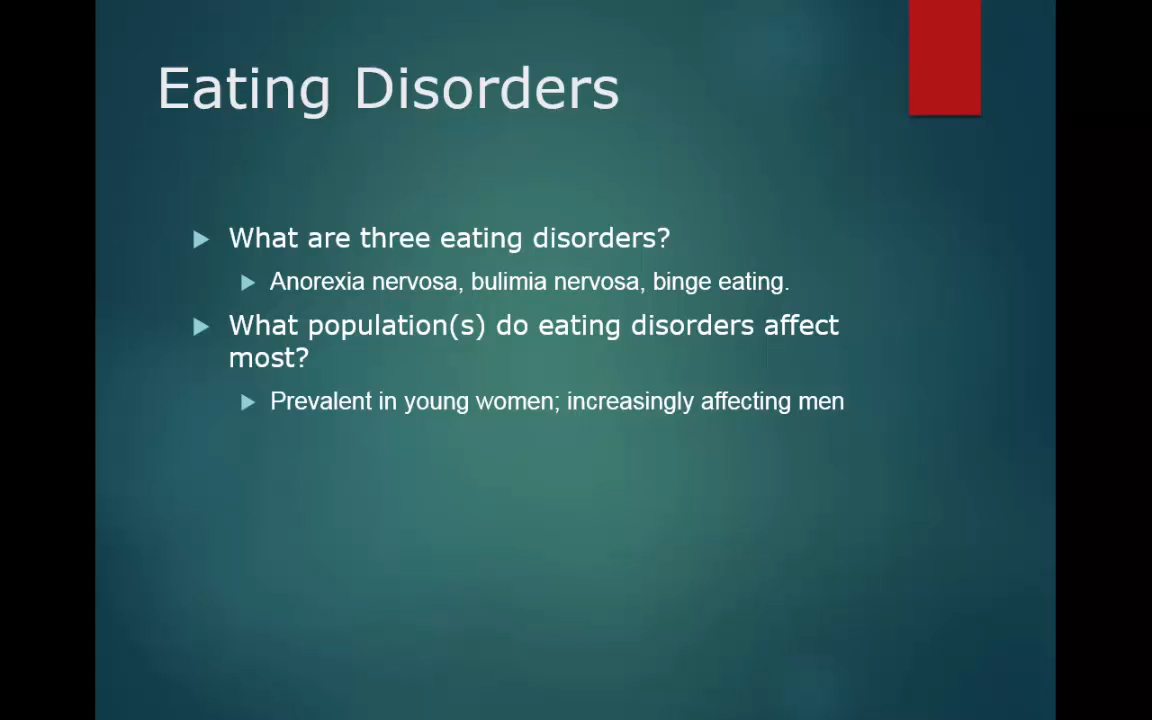 Eating Disorders
What are three eating disorders?
Anorexia nervosa, bulimia nervosa, binge eating.
What population(s) do eating disorders affect
most?
Prevalent in young women; increasingly affecting men